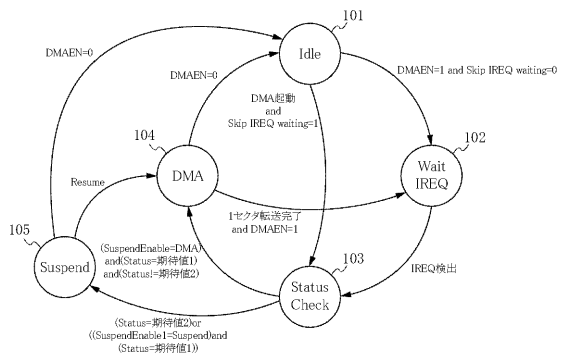 101
DMAEN=0
Idle
DMAEN=0
DMAEN=1 and Skip IREQ waiting=0
DMA起動
and
Skip IREQ waiting=1
104
102
DMA
Wait
IREQ
Resume
1セクタ転送完了
and DMAEN=1
105
(SuspendEnable=DMA)
and(Status=期待値1)
and(Status!=期待値2)
103
Suspend
Status
Check
IREQ検出
(Status=期待値2)or
((SuspendEnable1=Suspend)and
(Status=期待値1))